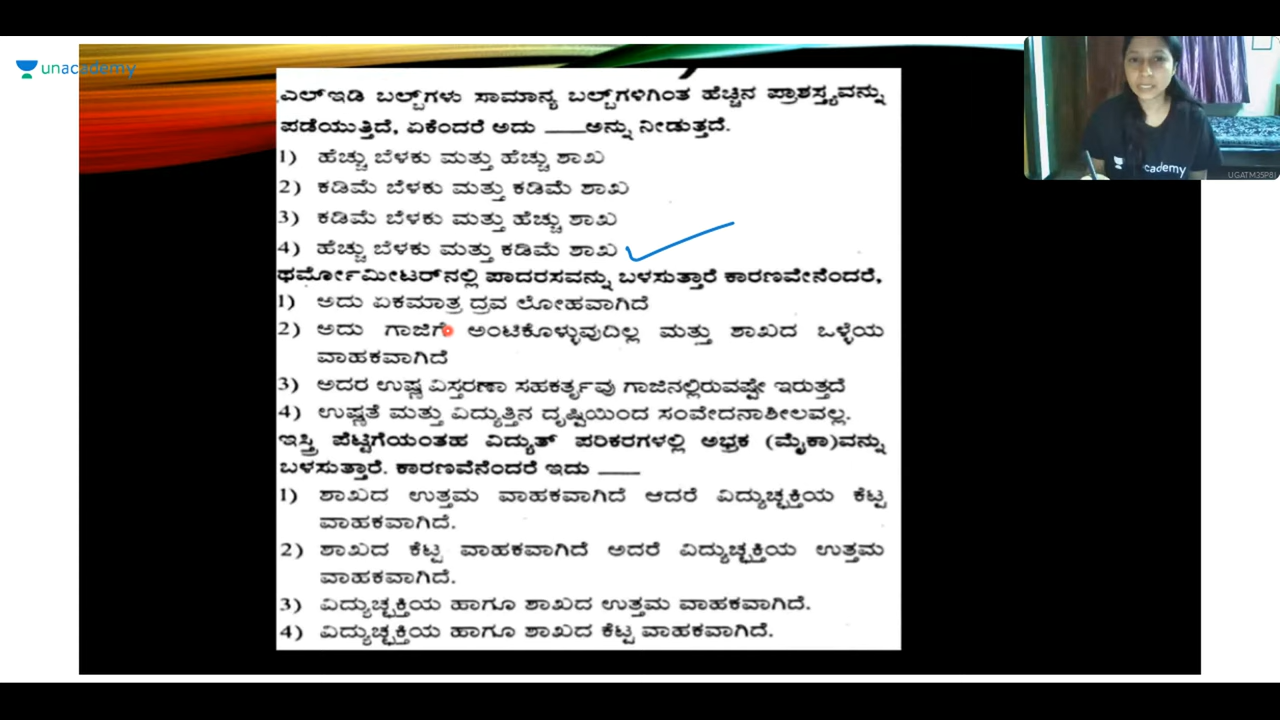 unacademy
ಎಲ್ಇಡಿ ಬಲ್ಬ್‌ಗಳು ಸಾಮಾನ್ಯ ಬಲ್ಬ್‌ಗಳಿಗಿಂತ ಹೆಚ್ಚಿನ ಪ್ರಾಶಸ್ತ್ಯವನ್ನು
ಪಡೆಯುತ್ತಿದೆ, ಏಕೆಂದರೆ ಅದು ____ಅನ್ನು ನೀಡುತ್ತದೆ.
1) ಹೆಚ್ಚು ಬೆಳಕು ಮತ್ತು ಹೆಚ್ಚು ಶಾಖ
2) ಕಡಿಮೆ ಬೆಳಕು ಮತ್ತು ಕಡಿಮೆ ಶಾಖ
3) ಕಡಿಮೆ ಬೆಳಕು ಮತ್ತು ಹೆಚ್ಚು ಶಾಖ
4) ಹೆಚ್ಚು ಬೆಳಕು ಮತ್ತು ಕಡಿಮೆ ಶಾಖ
ಥರ್ಮೋಮೀಟರ್‌ನಲ್ಲಿ ಪಾದರಸವನ್ನು ಬಳಸುತ್ತಾರೆ ಕಾರಣವೇನೆಂದರೆ,
1) ಅದು ಏಕಮಾತ್ರ ದ್ರವ ಲೋಹವಾಗಿದೆ
2) ಅದು ಗಾಜಿಗೆ ಅಂಟಿಕೊಳ್ಳುವುದಿಲ್ಲ ಮತ್ತು ಶಾಖದ ಒಳ್ಳೆಯ
ವಾಹಕವಾಗಿದೆ
3) ಅದರ ಉಷ್ಣ ವಿಸ್ತರಣಾ ಸಹಕರ್ತೃವು ಗಾಜಿನಲ್ಲಿರುವಷ್ಟೇ ಇರುತ್ತದೆ
4) ಉಷ್ಣತೆ ಮತ್ತು ವಿದ್ಯುತ್ತಿನ ದೃಷ್ಟಿಯಿಂದ ಸಂವೇದನಾಶೀಲವಲ್ಲ.
ಇಸ್ತ್ರಿ ಪೆಟ್ಟಿಗೆಯಂತಹ ವಿದ್ಯುತ್ ಪರಿಕರಗಳಲ್ಲಿ ಅಭ್ರಕ (ಮೈಕಾ)ವನ್ನು
ಬಳಸುತ್ತಾರೆ. ಕಾರಣವೆನೆಂದರೆ ಇದು ____
1) ಶಾಖದ ಉತ್ತಮ ವಾಹಕವಾಗಿದೆ ಆದರೆ ವಿದ್ಯುಚ್ಛಕ್ತಿಯ ಕೆಟ್ಟ
ವಾಹಕವಾಗಿದೆ.
2) ಶಾಖದ ಕೆಟ್ಟ ವಾಹಕವಾಗಿದೆ ಅದರೆ ವಿದ್ಯುಚ್ಛಕ್ತಿಯ ಉತ್ತಮ
ವಾಹಕವಾಗಿದೆ.
3) ವಿದ್ಯುಚ್ಛಕ್ತಿಯ ಹಾಗೂ ಶಾಖದ ಉತ್ತಮ ವಾಹಕವಾಗಿದೆ.
4) ವಿದ್ಯುಚ್ಛಕ್ತಿಯ ಹಾಗೂ ಶಾಖದ ಕೆಟ್ಟ ವಾಹಕವಾಗಿದೆ.
unacademy
UGATM3SP8I